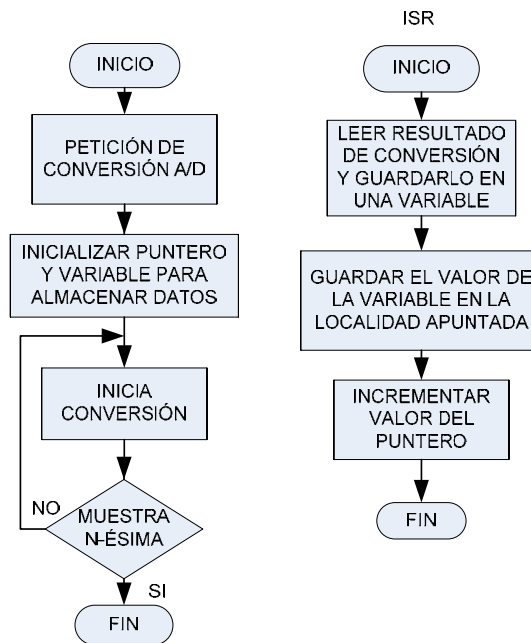 INICIO
PETICIÓN DE
CONVERSIÓN A/D
INICIALIZAR PUNTERO
Y VARIABLE PARA
ALMACENAR DATOS
INICIA
CONVERSIÓN
NO
MUESTRA
N-ÉSIMA
SI
FIN
ISR
INICIO
LEER RESULTADO
DE CONVERSIÓN
Y GUARDARLO EN
UNA VARIABLE
GUARDAR EL VALOR DE
LA VARIABLE EN LA
LOCALIDAD APUNTADA
INCREMENTAR
VALOR DEL
PUNTERO
FIN